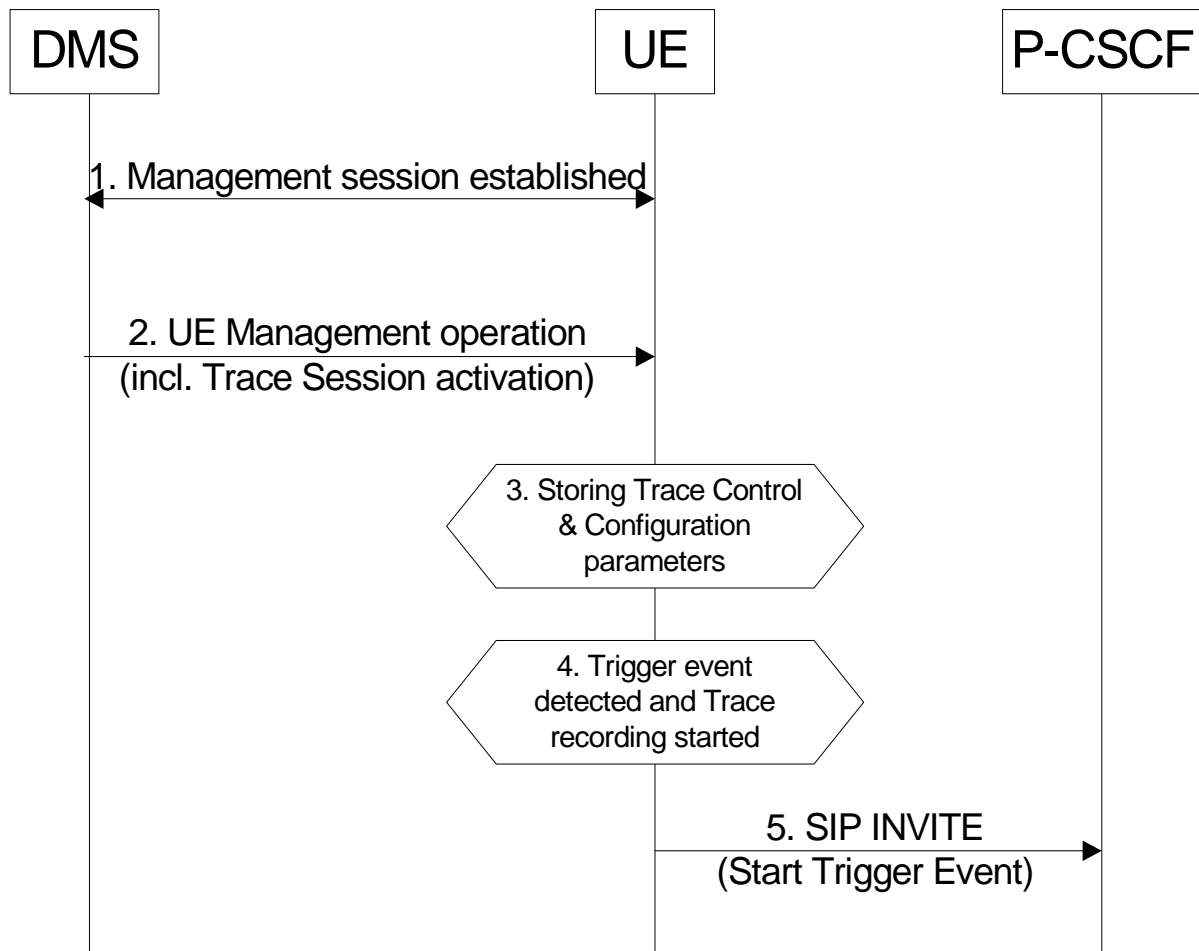 DMS
UE
P-CSCF
1. Management session established
2. UE Management operation
(incl. Trace Session activation)
3. Storing Trace Control
& Configuration
parameters
4. Trigger event
detected and Trace
recording started
5. SIP INVITE
(Start Trigger Event)